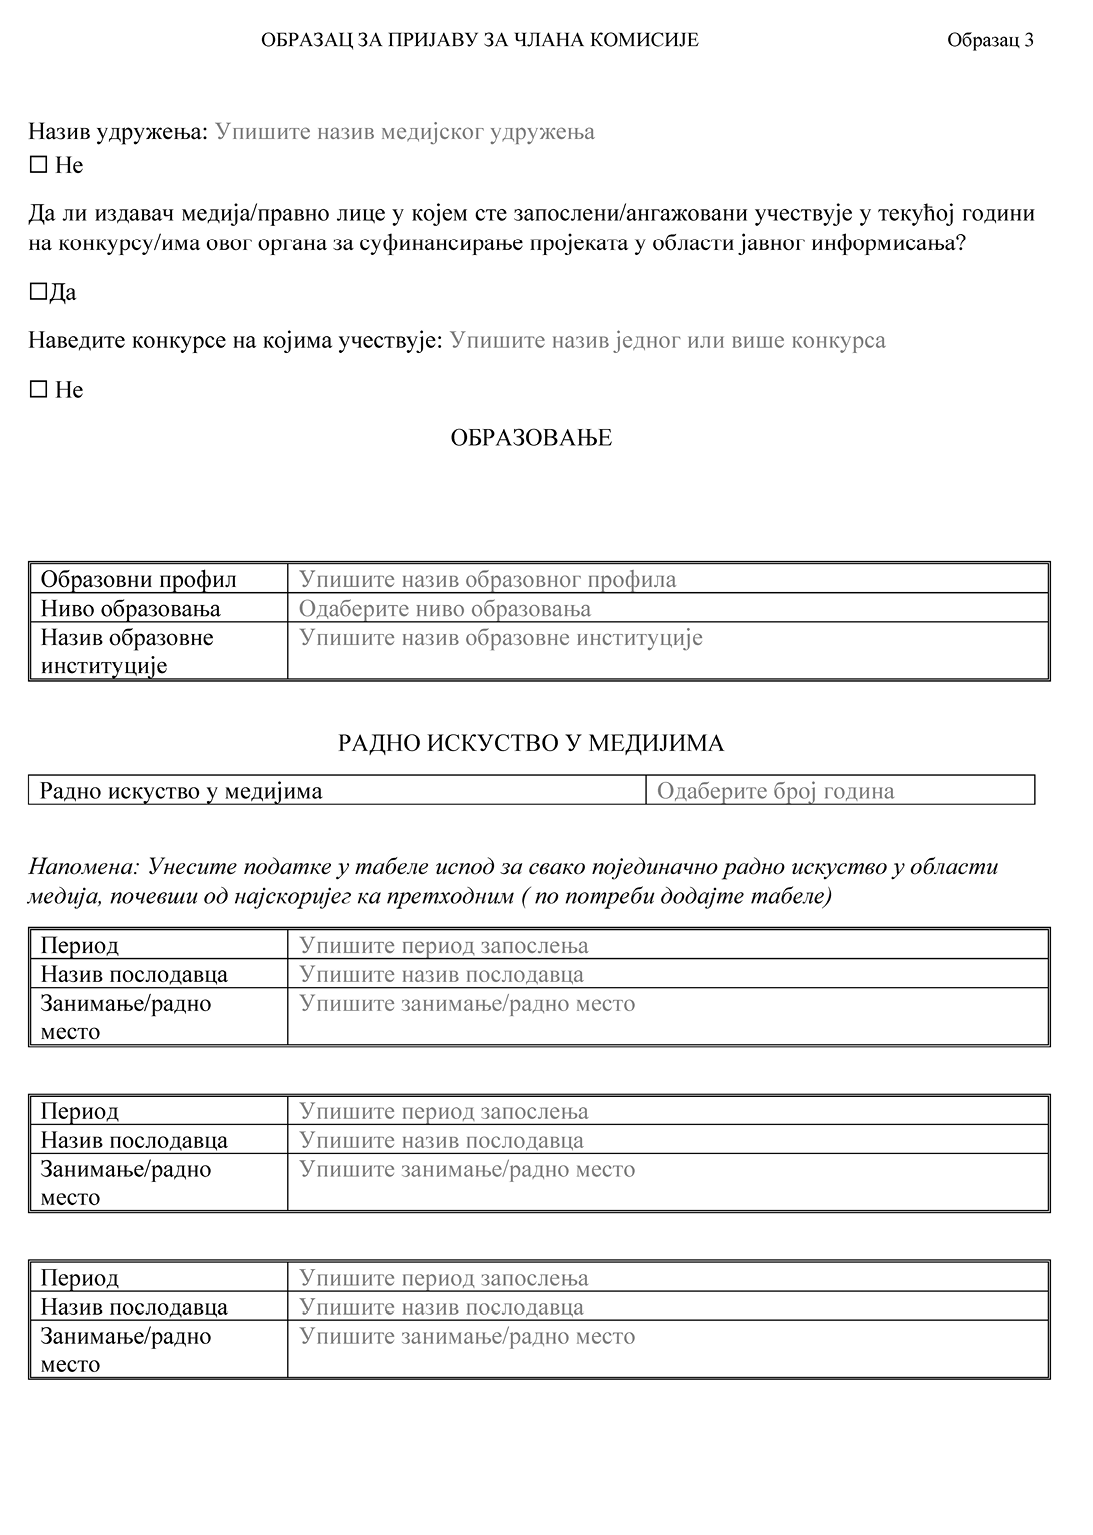 ОБРАЗАЦ ЗА ПРИЈАВУ ЗА ЧЛАНА КОМИСИЈЕ Образац 3
Назив удружења: Упишите назив медијског удружења
☐ Не
Да ли издавач медија/правно лице у којем сте запослени/ангажовани учествује у текућој години
на конкурсу/има овог органа за суфинансирање пројеката у области јавног информисања?
☐Да
Наведите конкурсе на којима учествује: Упишите назив једног или више конкурса
☐ Не
ОБРАЗОВАЊЕ
Образовни профил Упишите назив образовног профила
Ниво образовања Одаберите ниво образовања
Назив образовне Упишите назив образовне институције
институције
РАДНО ИСКУСТВО У МЕДИЈИМА
Радно искуство у медијима Одаберите број година
Напомена: Унесите податке у табеле испод за свако појединачно радно искуство у области
медија, почевши од најскоријег ка претходним ( по потреби додајте табеле)
Период Упишите период запослења
Назив послодавца Упишите назив послодавца
Занимање/радно Упишите занимање/радно место
место
Период Упишите период запослења
Назив послодавца Упишите назив послодавца
Занимање/радно Упишите занимање/радно место
место
Период Упишите период запослења
Назив послодавца Упишите назив послодавца
Занимање/радно Упишите занимање/радно место
место